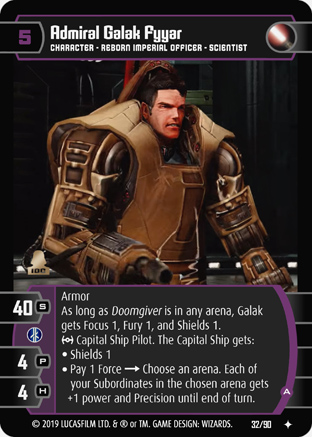 5 Admiral Galak Fyyar
CHARACTER - REBORN IMPERIAL OFFICER - SCIENTIST
IDC
40 S
4 P
4 H
Armor
As long as Doomgiver is in any arena, Galak
gets Focus 1, Fury 1, and Shields 1.
Capital Ship Pilot. The Capital Ship gets:
• Shields 1
• Pay 1 Force → Choose an arena. Each of
your Subordinates in the chosen arena gets
+1 power and Precision until end of turn.
A
© 2019 LUCASFILM LTD. & ® or TM. GAME DESIGN: WIZARDS. 32/90